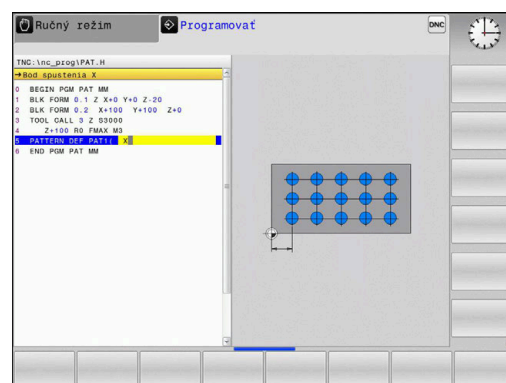 Ručný režim
Programovať
DNC
TNC:\nc_prog\PAT.H
→Bod spustenia X
0 BEGIN PGM PAT MM
1 BLK FORM 0.1 Z X+0 Y+0 Z-20
2 BLK FORM 0.2 X+100 Y+100 Z+0
3 TOOL CALL 3 Z S3000
4 Z+100 R0 FMAX M3
5 PATTERN DEF PAT1( X
6 END PGM PAT MM